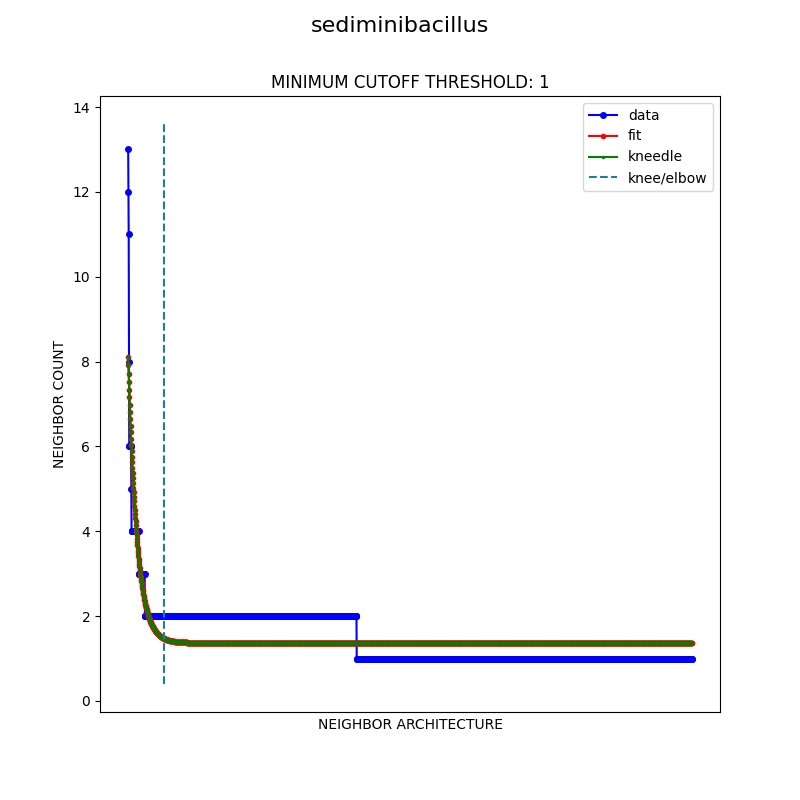 sediminibacillus
MINIMUM CUTOFF THRESHOLD: 1
14
12
10
8
6
4
2
0
NEIGHBOR COUNT
data
fit
kneedle
knee/elbow
NEIGHBOR ARCHITECTURE